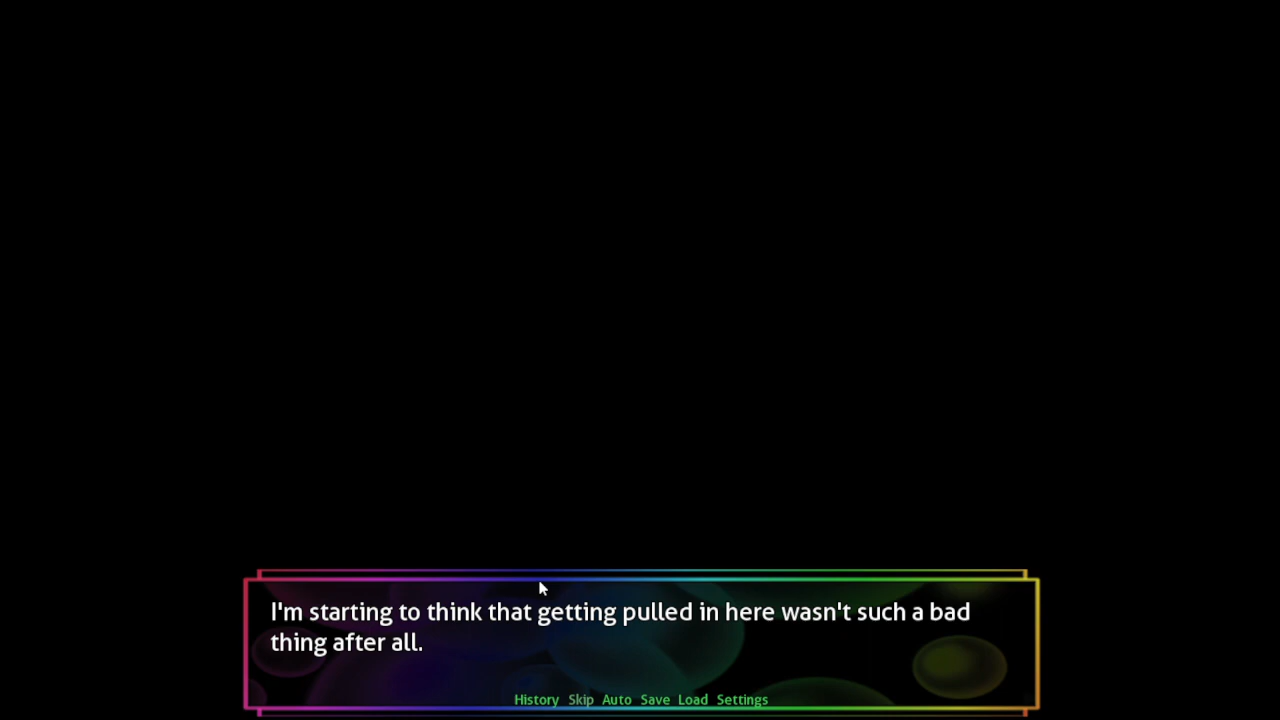 I'm starting to think that getting pulled in here wasn't such a bad
thing after all.
History Skip Auto Save Load Settings